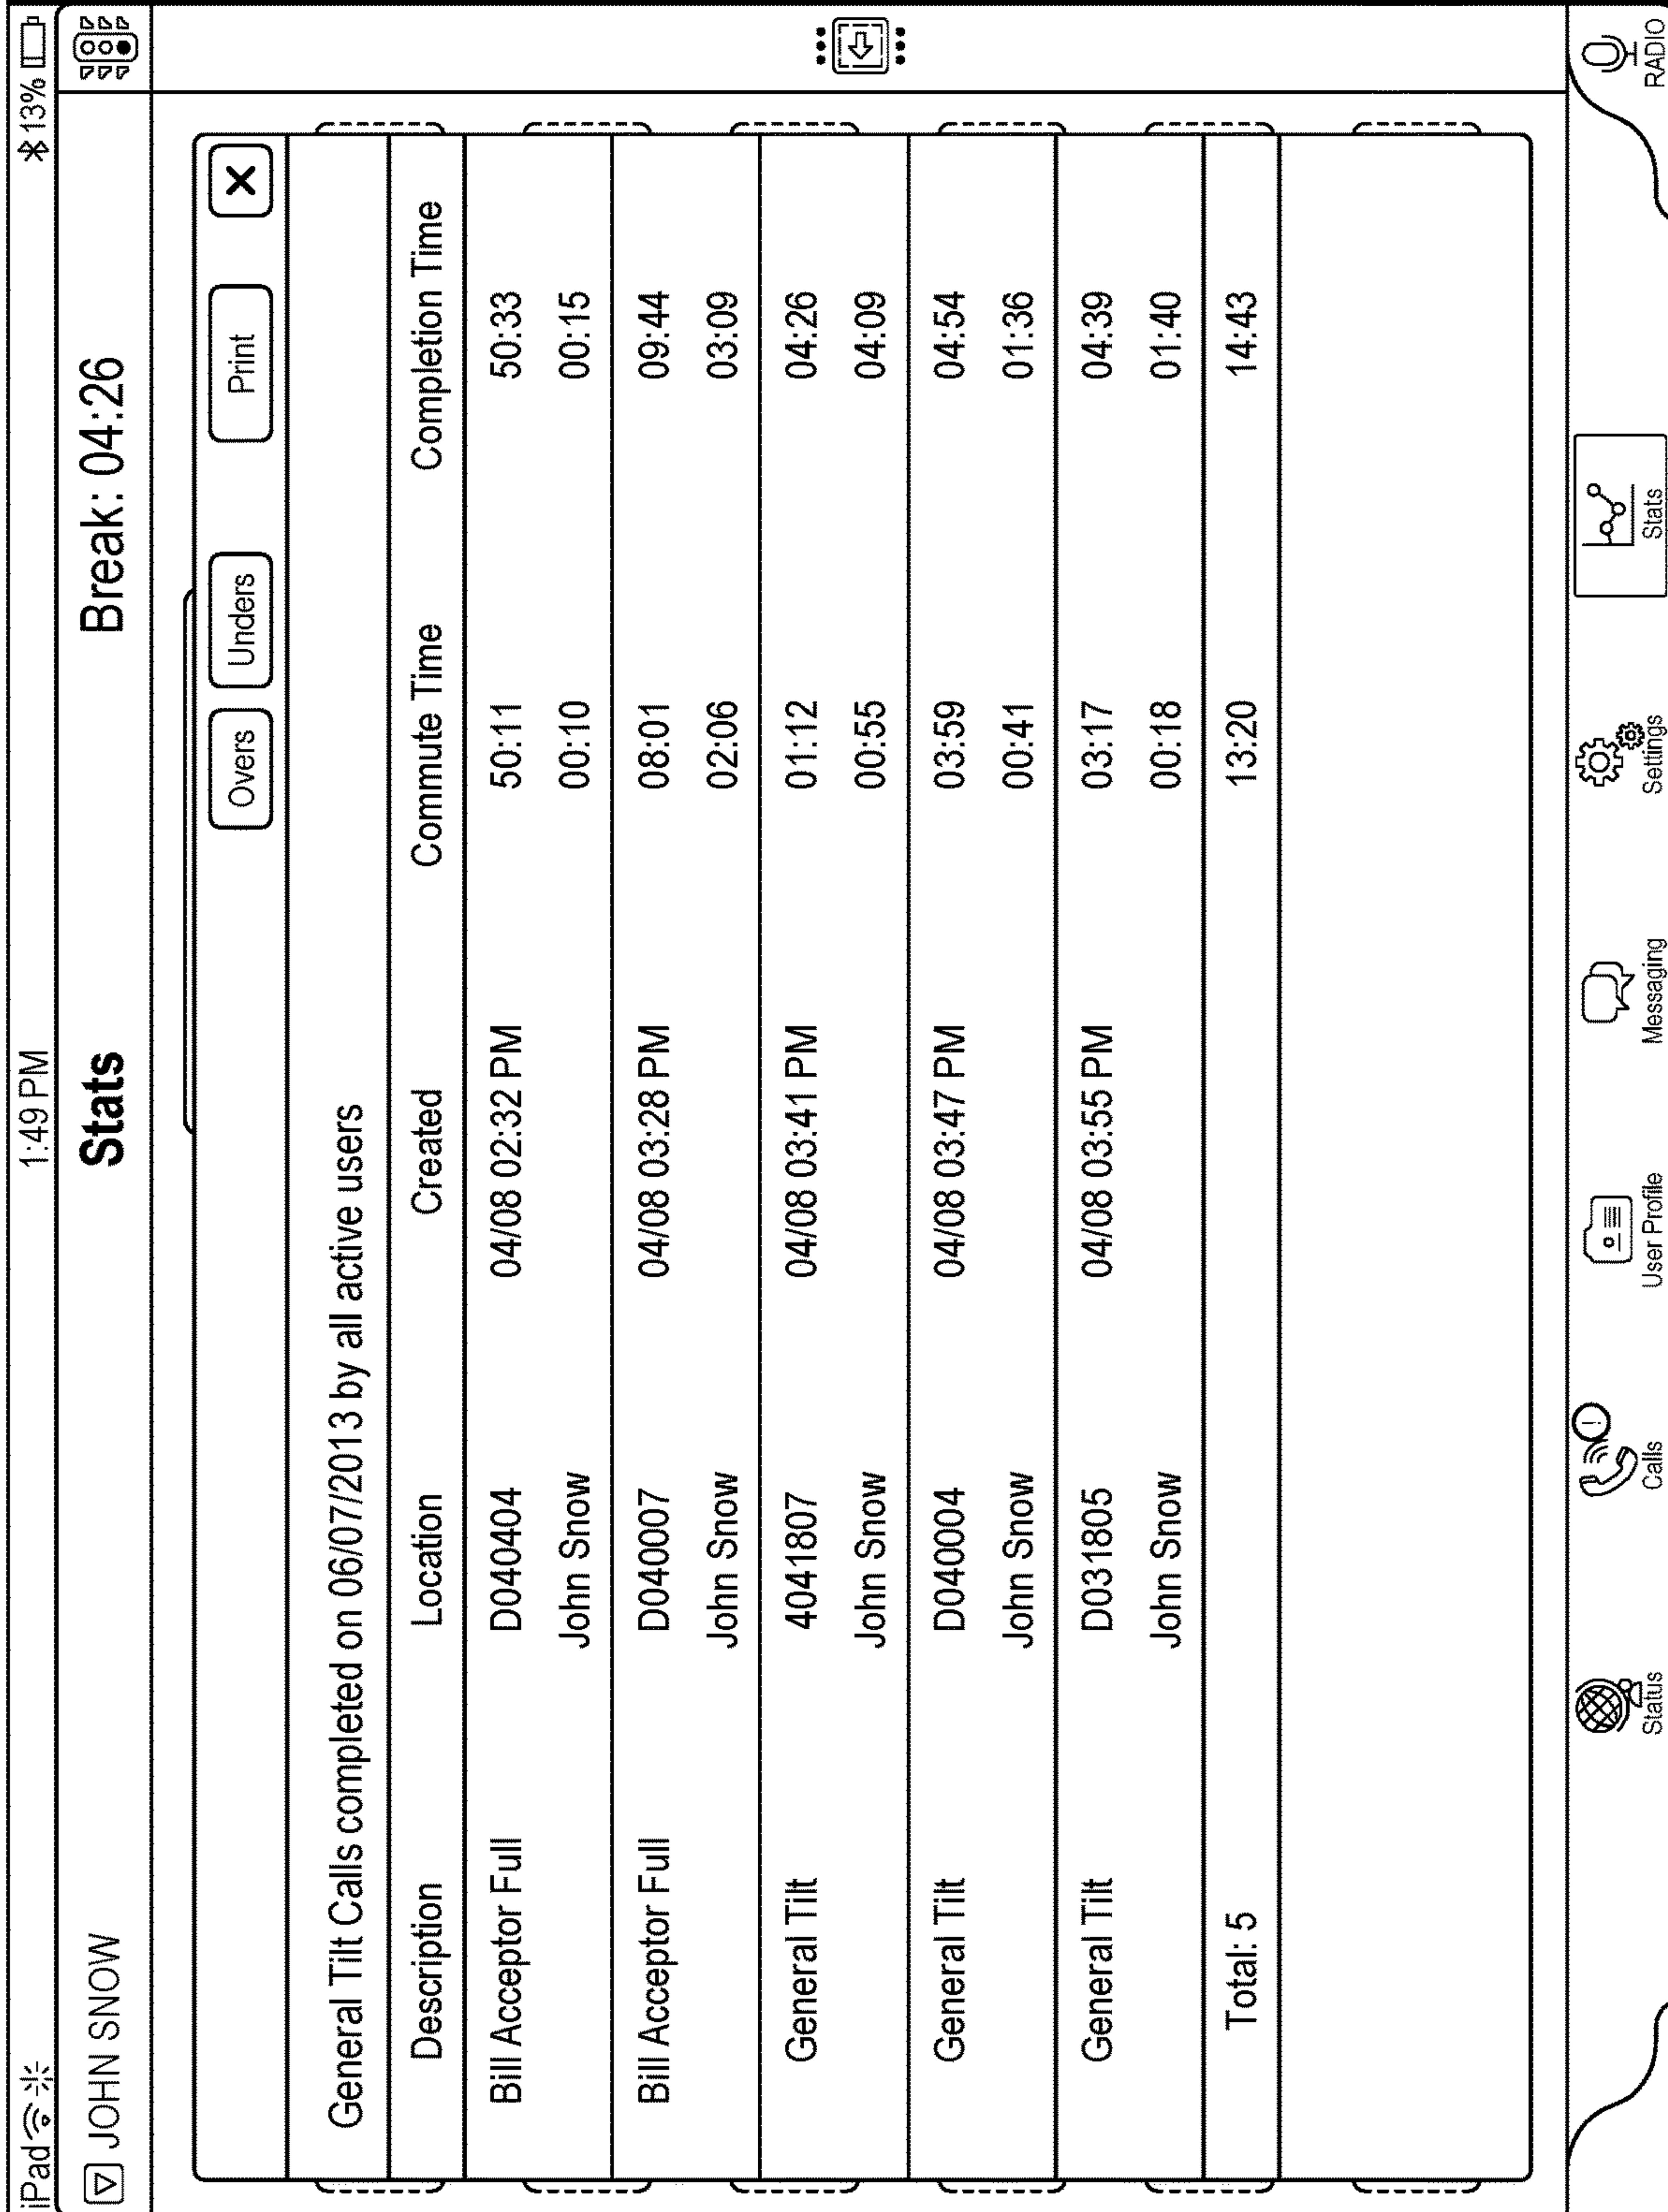 iPad 1:49 PM 13%
JOHN SNOW Stats Break: 04:26
Overs Unders Print X
General Tilt Calls completed on 06/07/2013 by all active users
Description Location Created Commute Time Completion Time
Bill Acceptor Full D040404 04/08 02:32 PM 50:11 50:33
John Snow 00:10 00:15
Bill Acceptor Full D040007 04/08 03:28 PM 08:01 09:44
John Snow 02:06 03:09
General Tilt 4041807 04/08 03:41 PM 01:12 04:26
John Snow 00:55 04:09
General Tilt D040004 04/08 03:47 PM 03:59 04:54
John Snow 00:41 01:36
General Tilt D031805 04/08 03:55 PM 03:17 04:39
John Snow 00:18 01:40
Total: 5 13:20 14:43
Status Calls User Profile Messaging Settings Stats RADIO